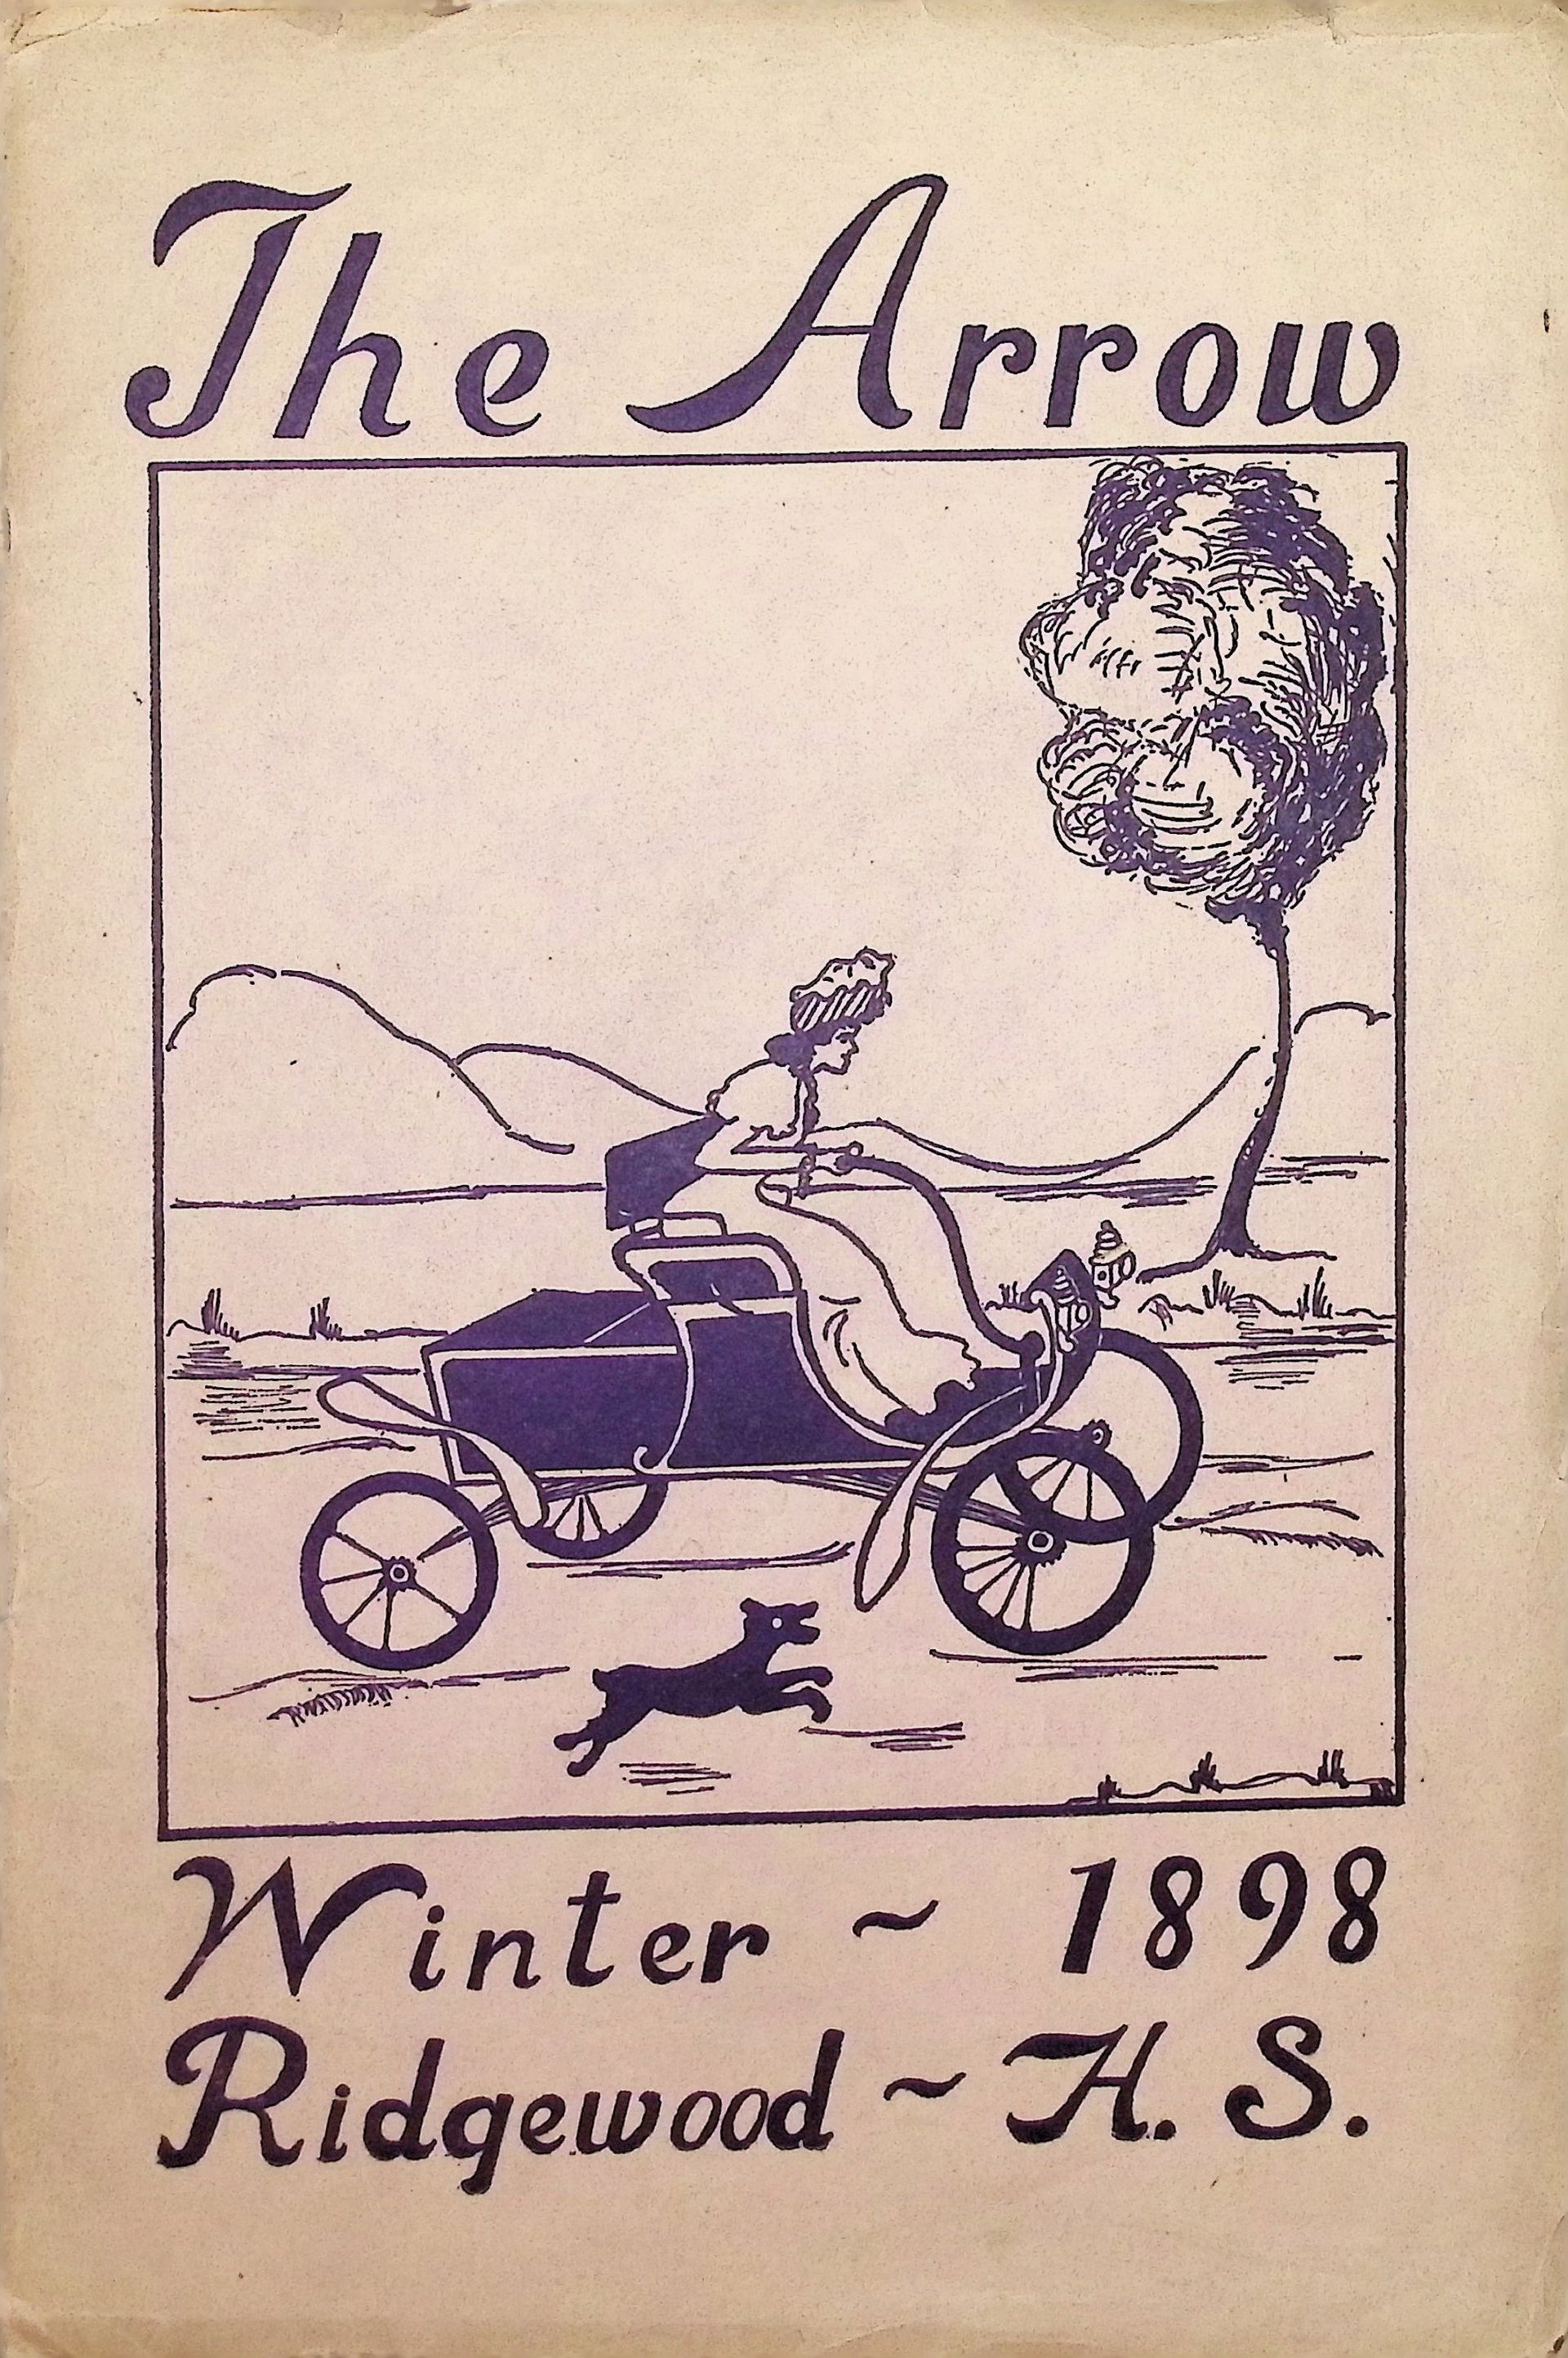 The Arrow
Winter ~ 1898
Ridgewood ~ H. S.